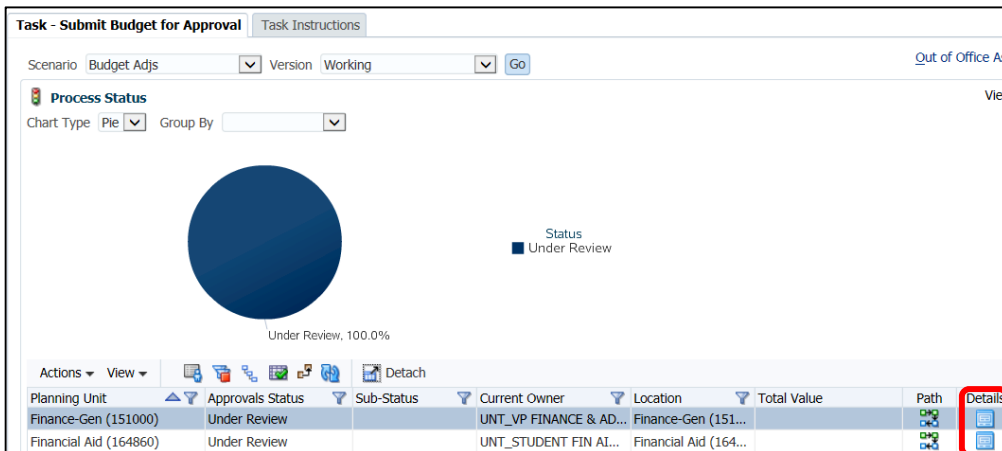 Task - Submit Budget for Approval Task Instructions
Scenario Budget Adjs Version Working Go Out of Office As
Process Status Vie
Chart Type Pie Group By
Status
Under Review
Under Review, 100.0%
Actions View Detach
Planning Unit Approvals Status Sub-Status Current Owner Location Total Value Path Details
Finance-Gen (151000) Under Review UNT_VP FINANCE & AD... Finance-Gen (151...
Financial Aid (164860) Under Review UNT_STUDENT FIN AI... Financial Aid (164...